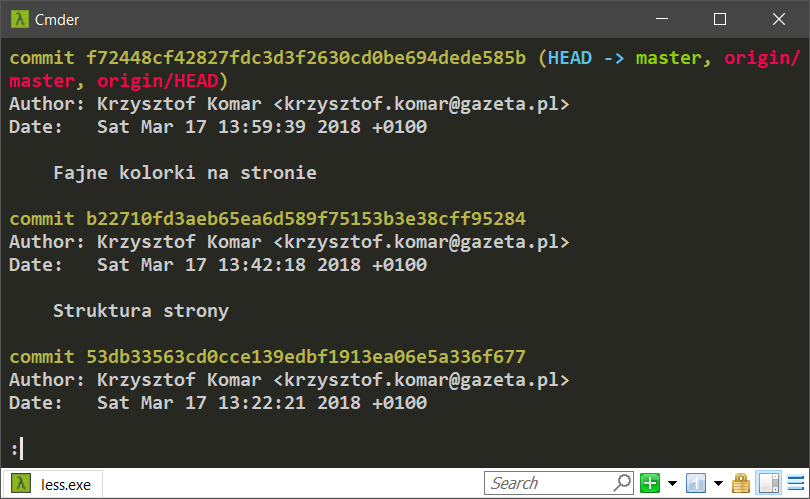 Cmder
commit f72448cf42827fdc3d3f2630cd0be694dede585b (HEAD -> master, origin/
master, origin/HEAD)
Author: Krzysztof Komar <krzysztof.komar@gazeta.pl>
Date:   Sat Mar 17 13:59:39 2018 +0100
Fajne kolorki na stronie
commit b22710fd3aeb65ea6d589f75153b3e38cff95284
Author: Krzysztof Komar <krzysztof.komar@gazeta.pl>
Date:   Sat Mar 17 13:42:18 2018 +0100
Struktura strony
commit 53db33563cd0cce139edbf1913ea06e5a336f677
Author: Krzysztof Komar <krzysztof.komar@gazeta.pl>
Date:   Sat Mar 17 13:22:21 2018 +0100
:
λ less.exe Search 1